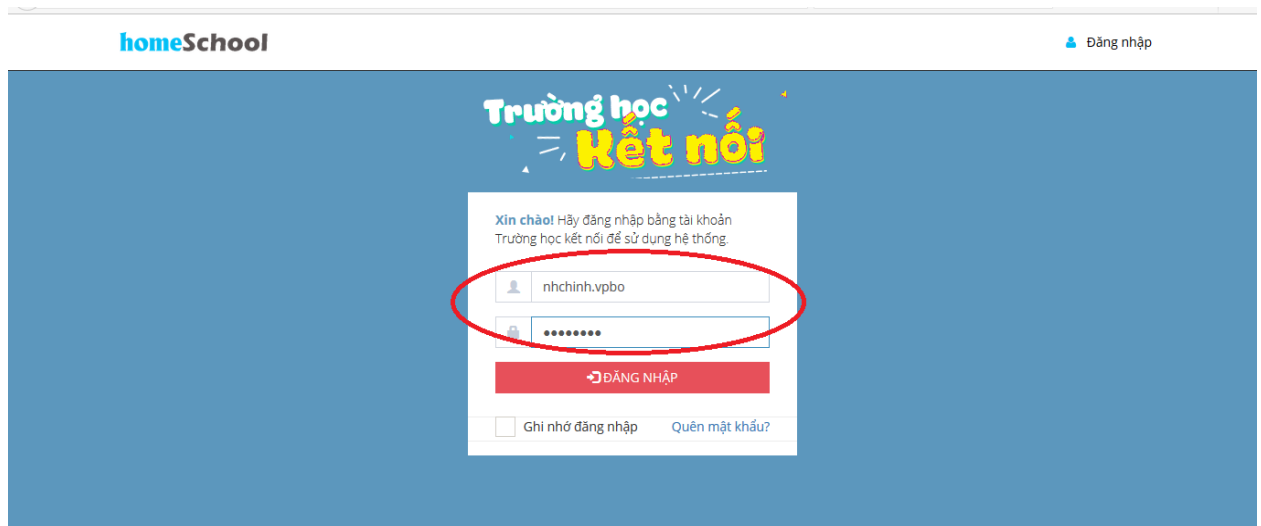 homeSchool
Đăng nhập
Trường học
Kết nối
Xin chào! Hãy đăng nhập bằng tài khoản
Trường học kết nối để sử dụng hệ thống.
nhchinh.vpbo
••••••••
ĐĂNG NHẬP
Ghi nhớ đăng nhập Quên mật khẩu?